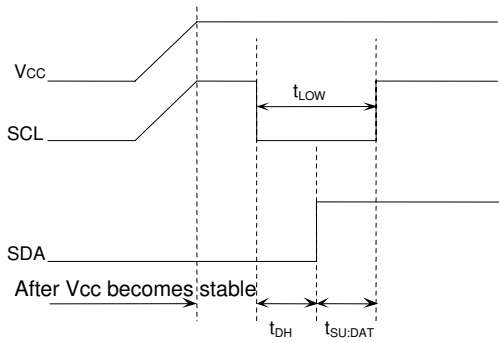 VCC
tLOW
SCL
SDA
After Vcc becomes stable
tDH
tSU:DAT